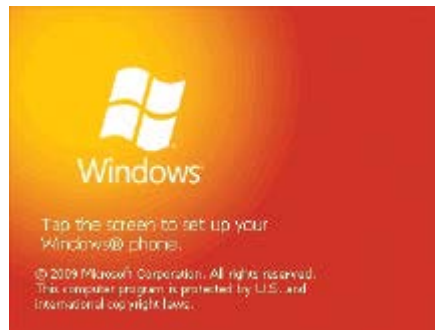 Windows
Tap the screen to set up your
Windows® phone.
© 2009 Microsoft Corporation. All rights reserved.
This computer program is protected by U.S. and
international copyright laws.